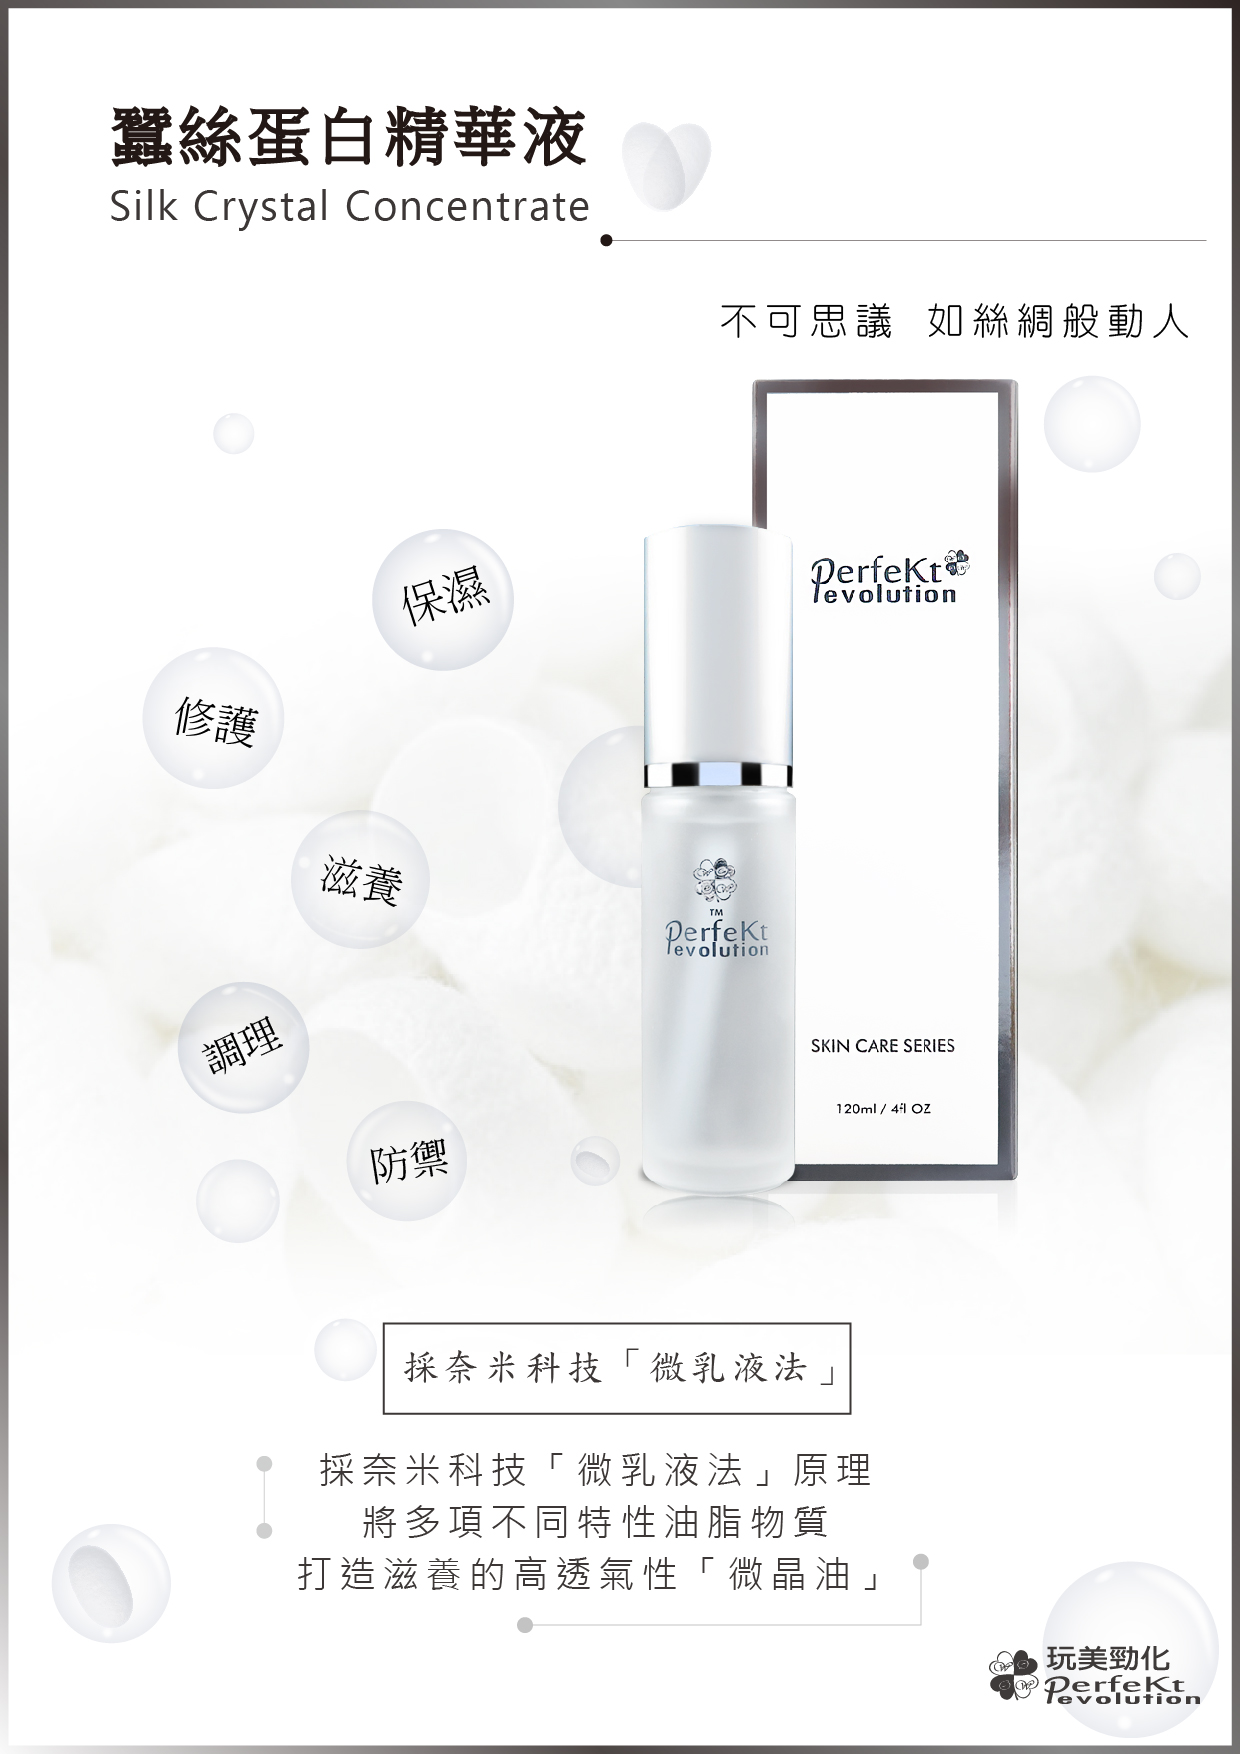 蠶絲蛋白精華液
Silk Crystal Concentrate
不可思議 如絲綢般動人
保濕
修護
滋養
調理
防禦
Perfekt
revolution
SKIN CARE SERIES
120ml / 4fl OZ
TM
Perfekt
revolution
採奈米科技「微乳液法」
採奈米科技「微乳液法」原理
將多項不同特性油脂物質
打造滋養的高透氣性「微晶油」
玩美勁化
Perfekt
revolution